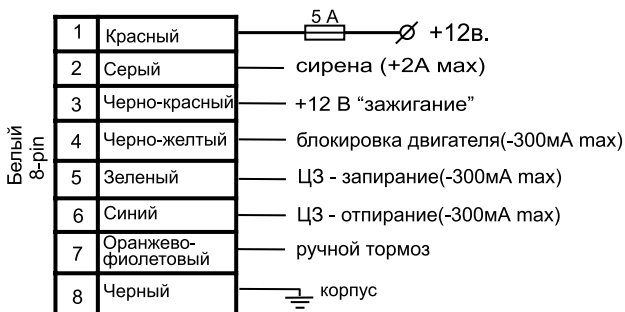 5 А
1 Красный +12в.
2 Серый сирена (+2А мах)
3 Черно-красный +12 В “зажигание”
4 Черно-желтый блокировка двигателя(-300мА max)
5 Зеленый ЦЗ - запирание(-300мА max)
6 Синий ЦЗ - отпирание(-300мА max)
7 Оранжево-
фиолетовый ручной тормоз
8 Черный корпус
Белый
8-pin